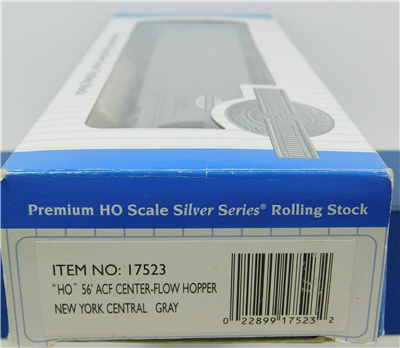 Premium HO Scale Silver Series® Rolling Stock
ITEM NO: 17523
"HO" 56' ACF CENTER-FLOW HOPPER
NEW YORK CENTRAL GRAY
0 22899 17523 2